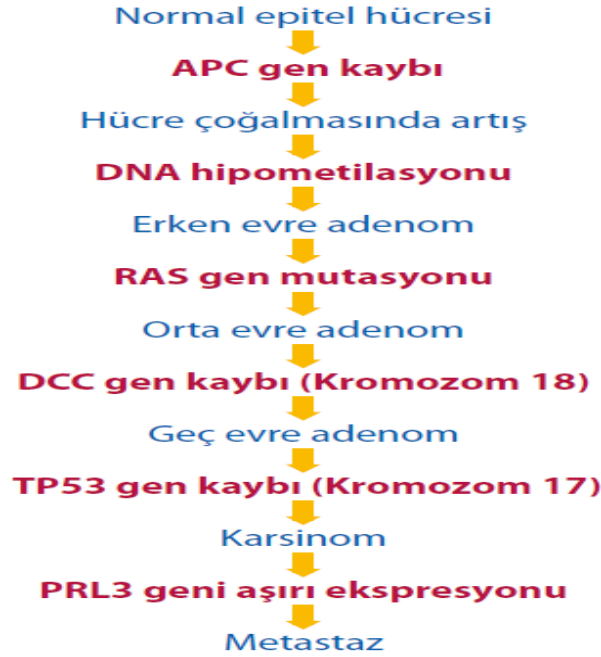 Normal epitel hücresi
APC gen kaybı
Hücre çoğalmasında artış
DNA hipometilasyonu
Erken evre adenom
RAS gen mutasyonu
Orta evre adenom
DCC gen kaybı (Kromozom 18)
Geç evre adenom
TP53 gen kaybı (Kromozom 17)
Karsinom
PRL3 geni aşırı ekspresyonu
Metastaz